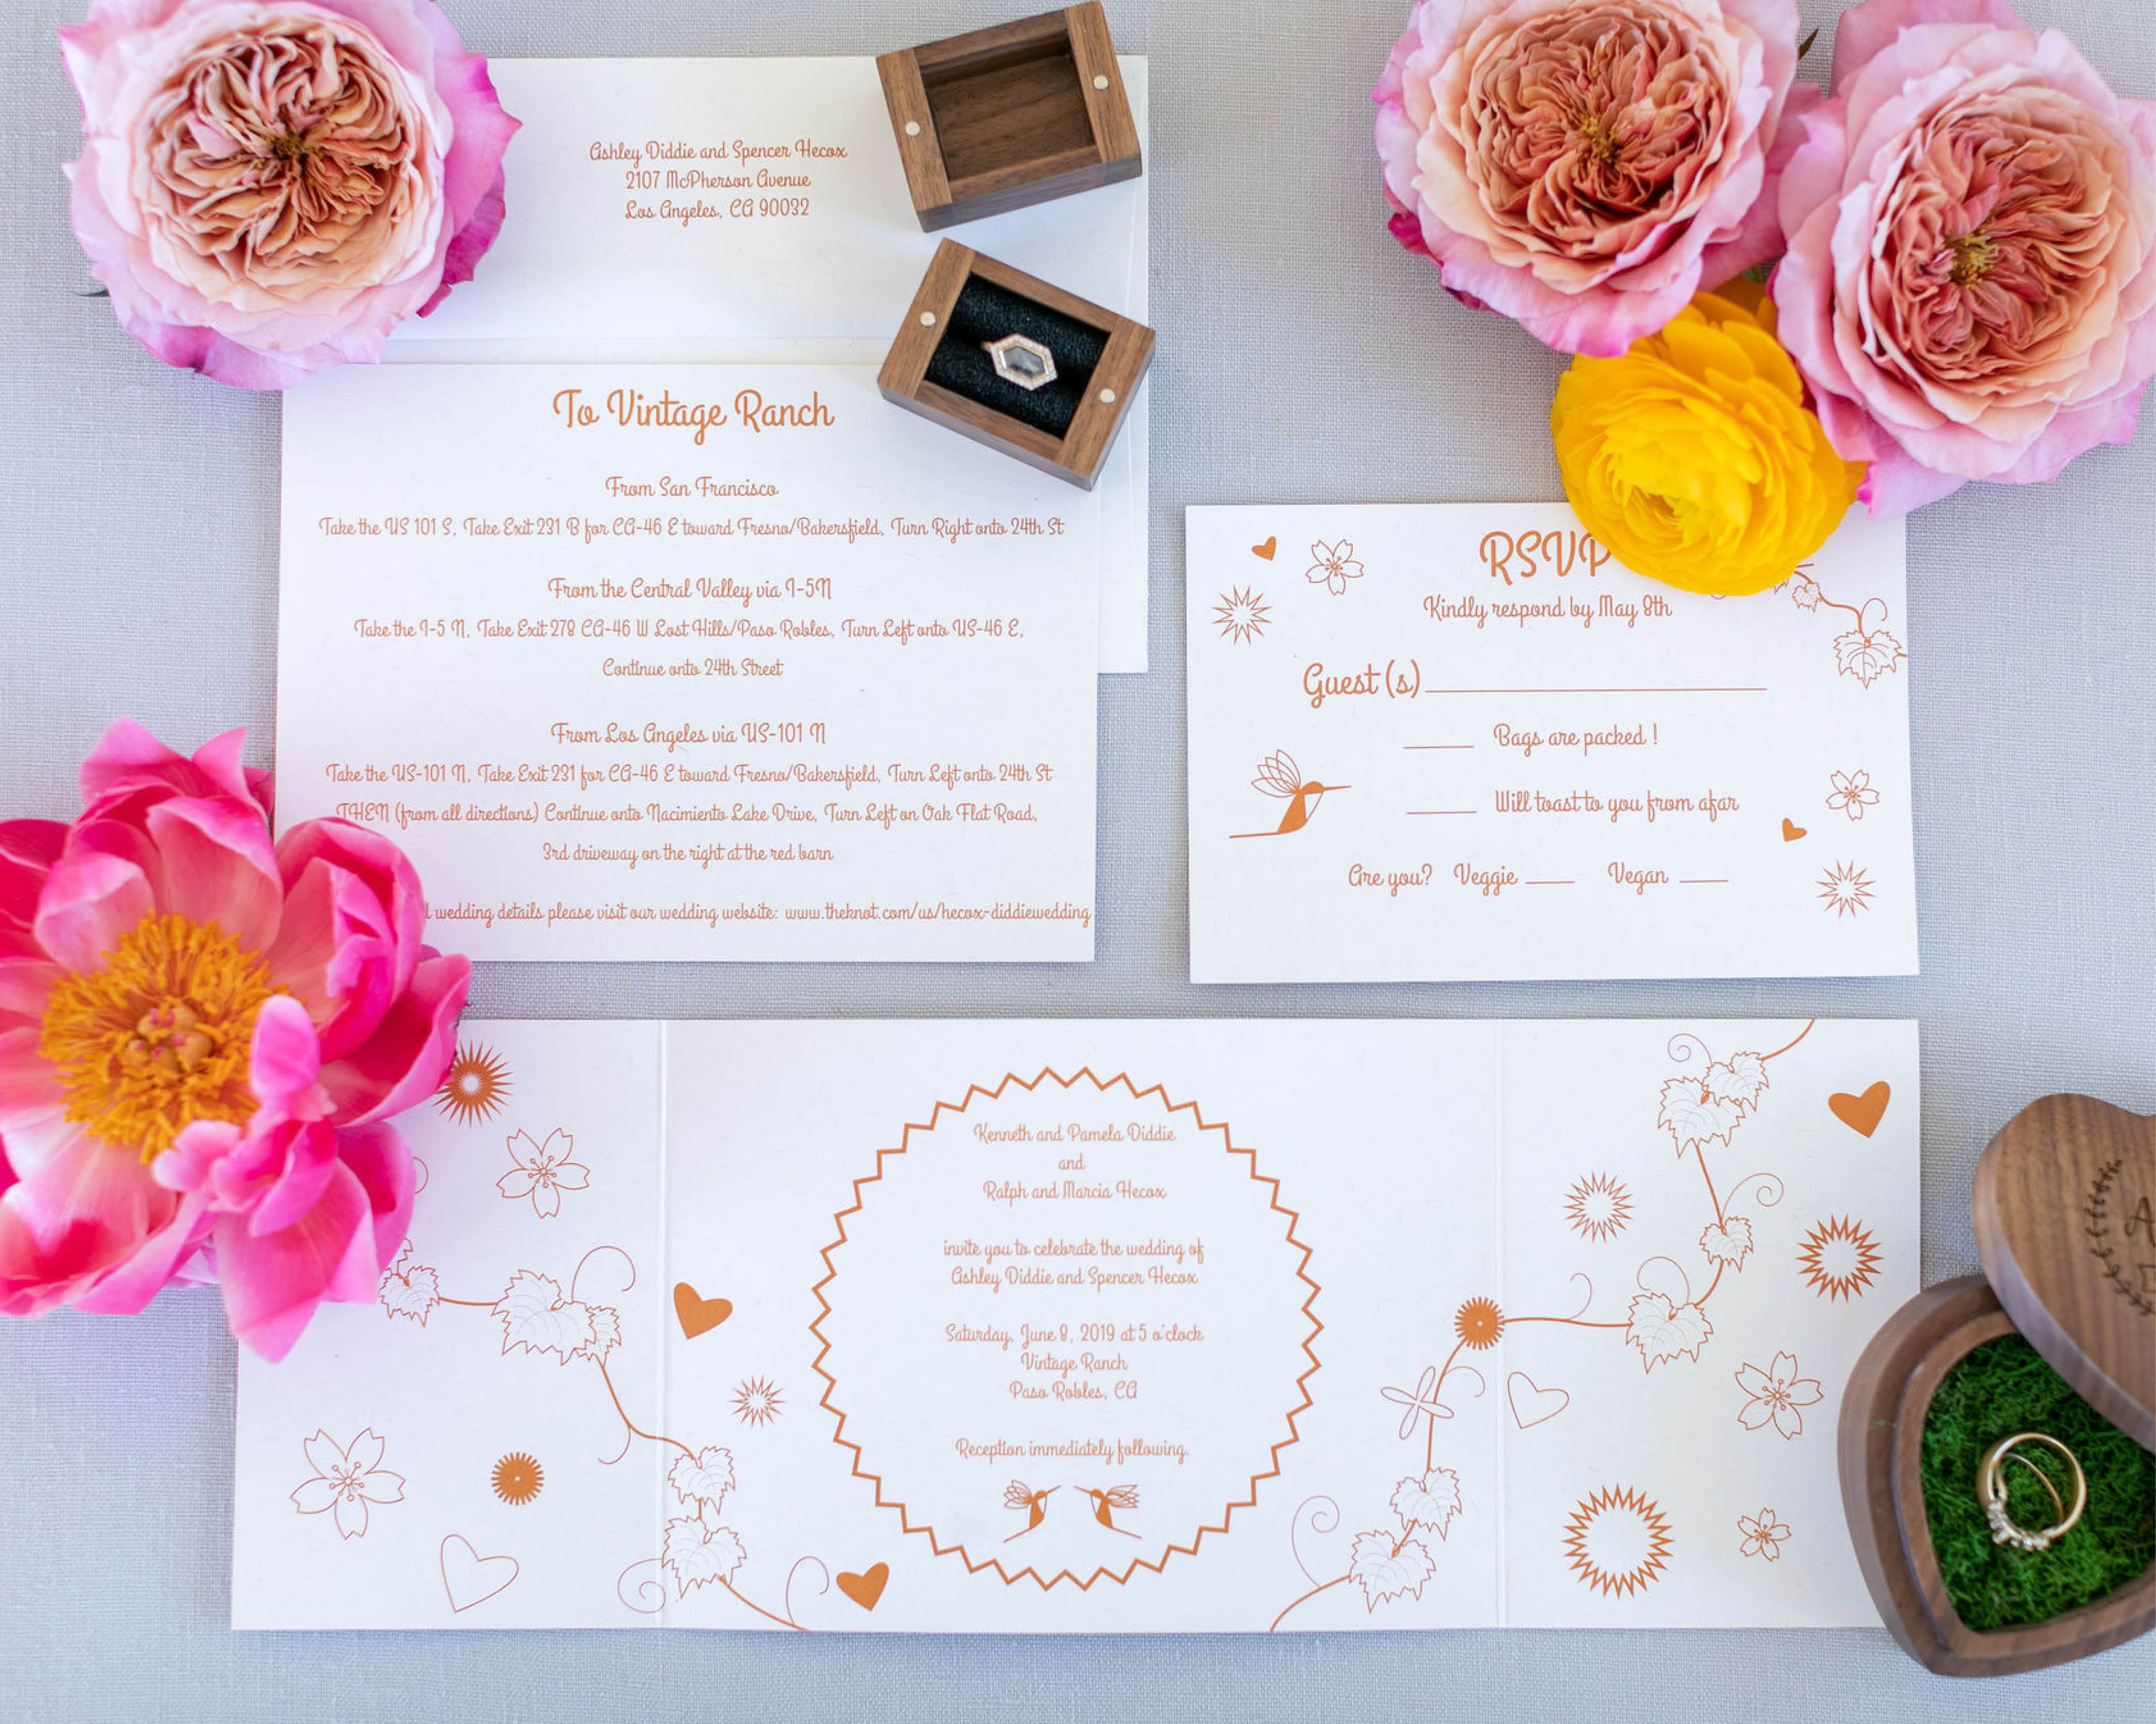 Ashley Diddie and Spencer Hecox
2107 McPherson Avenue
Los Angeles, CA 90032
To Vintage Ranch
From San Francisco
Take the US 101 S, Take Exit 231 B for CA-46 E toward Fresno/Bakersfield, Turn Right onto 24th St
From the Central Valley via I-5N
Take the I-5 N, Take Exit 278 CA-46 W Lost Hills/Paso Robles, Turn Left onto US-46 E,
Continue onto 24th Street
From Los Angeles via US-101 N
Take the US-101 N, Take Exit 231 for CA-46 E toward Fresno/Bakersfield, Turn Left onto 24th St
THEN (from all directions) Continue onto Nacimiento Lake Drive, Turn Left on Oak Flat Road,
3rd driveway on the right at the red barn
wedding details please visit our wedding website: www.theknot.com/us/hecox-diddiewedding
RSVP
Kindly respond by May 8th
Guest (s)
Bags are packed !
Will toast to you from afar
Are you? Veggie Vegan
Kenneth and Pamela Diddie
and
Ralph and Marcia Hecox
invite you to celebrate the wedding of
Ashley Diddie and Spencer Hecox
Saturday, June 8, 2019 at 5 o'clock
Vintage Ranch
Paso Robles, CA
Reception immediately following.